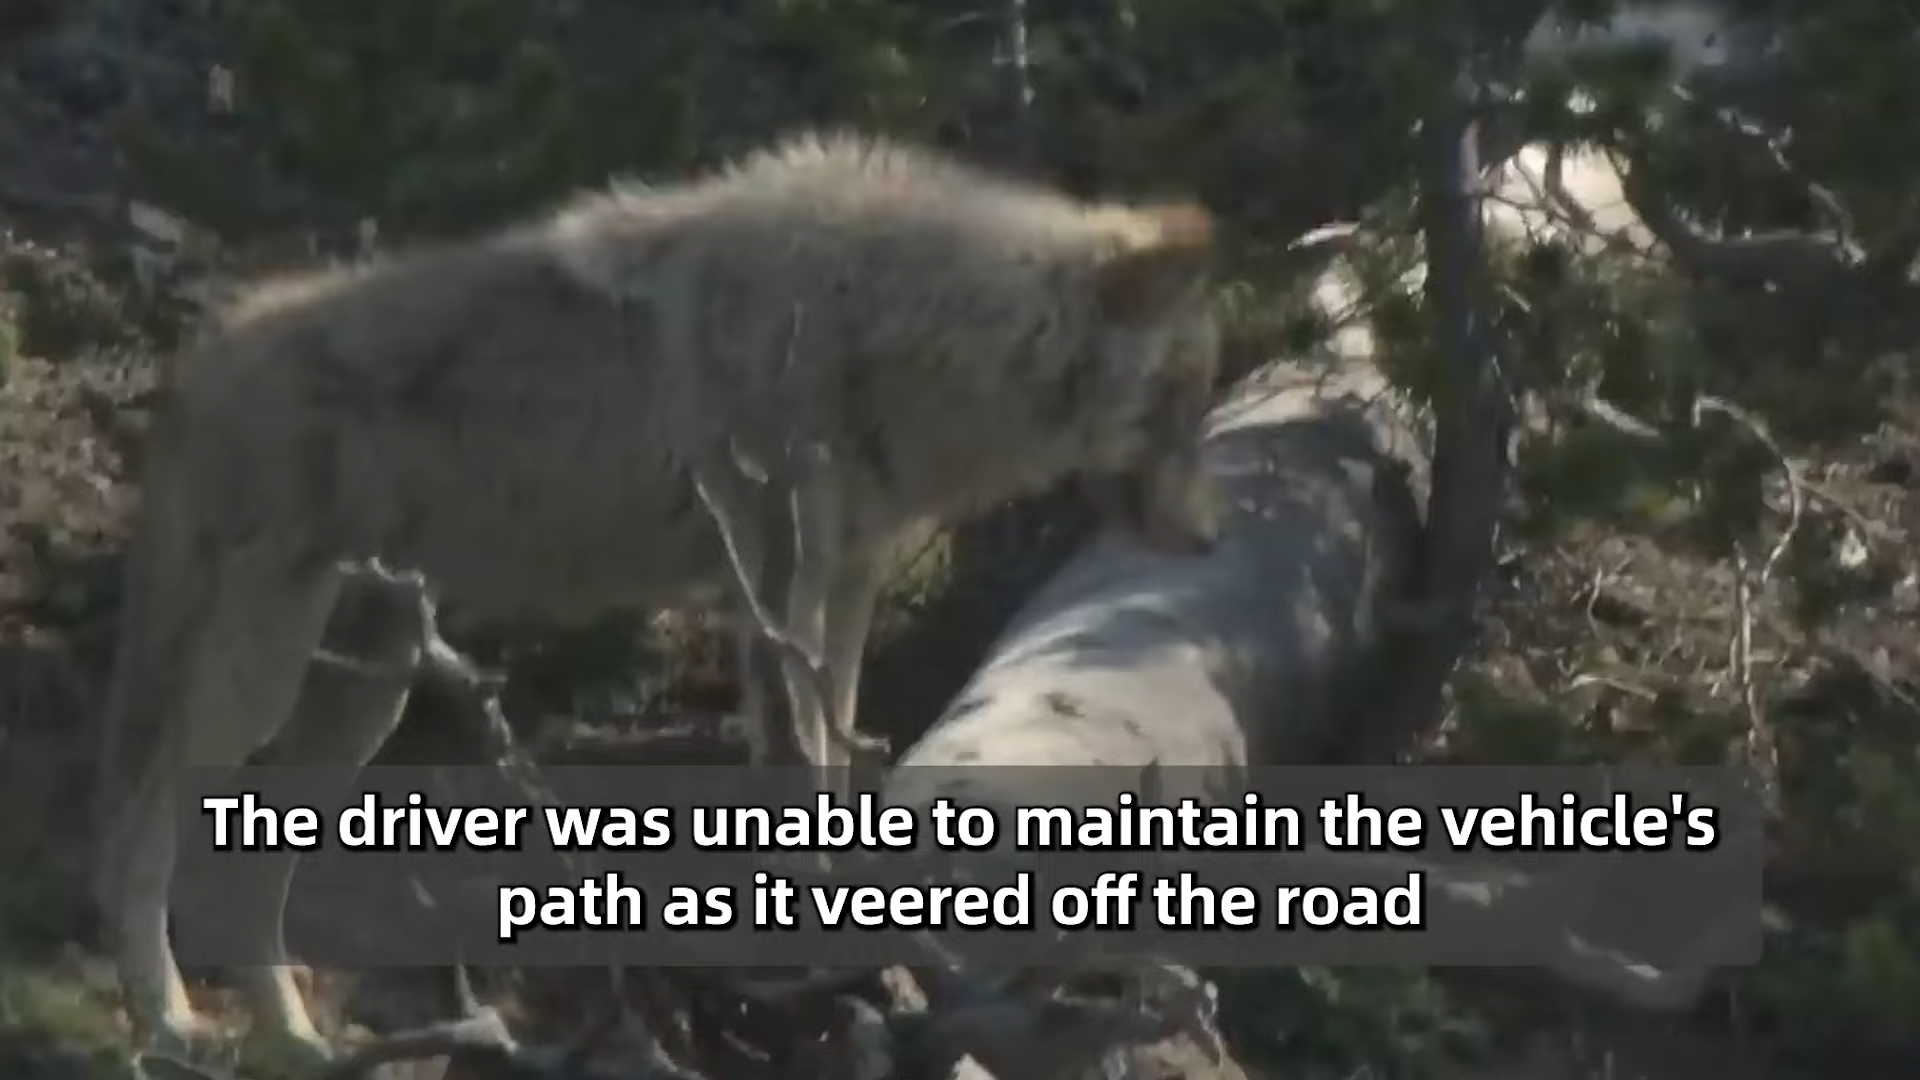 The driver was unable to maintain the vehicle's
path as it veered off the road